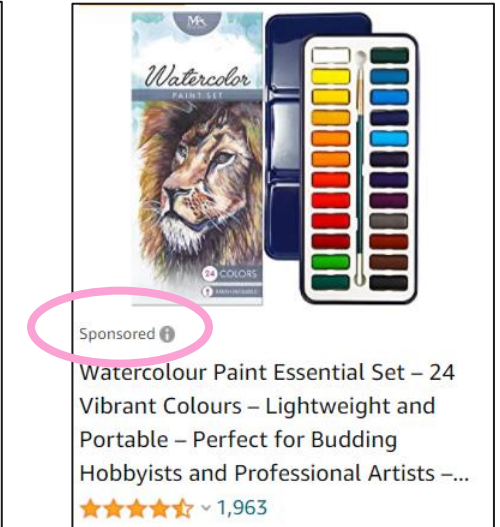 Watercolor
PAINT SET
24 COLORS
Sponsored
Watercolour Paint Essential Set – 24
Vibrant Colours – Lightweight and
Portable – Perfect for Budding
Hobbyists and Professional Artists –...
1,963